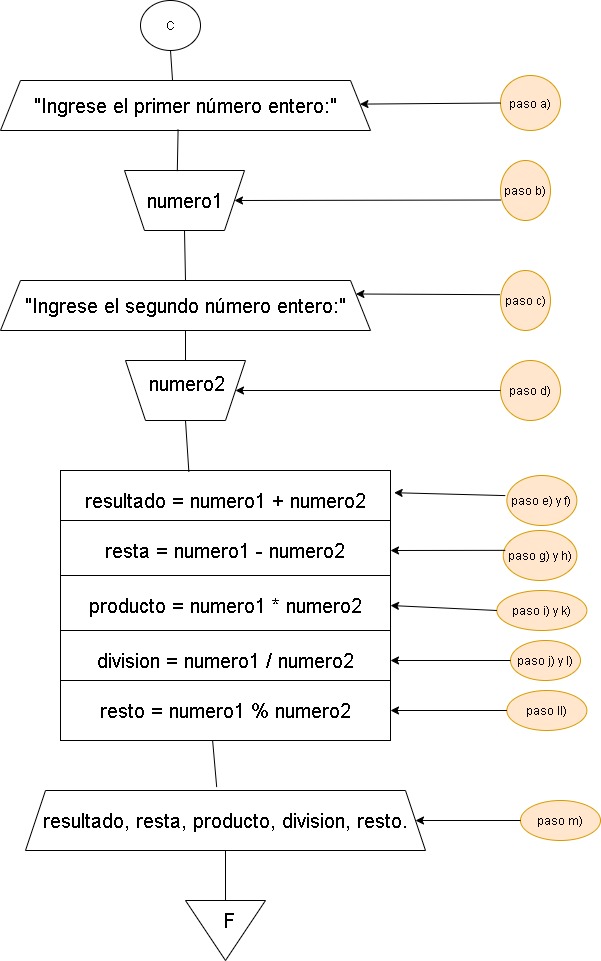 C
"Ingrese el primer número entero:"
paso a)
numero1
paso b)
"Ingrese el segundo número entero:"
paso c)
numero2
paso d)
resultado = numero1 + numero2
paso e) y f)
resta = numero1 - numero2
paso g) y h)
producto = numero1 * numero2
paso i) y k)
division = numero1 / numero2
paso j) y l)
resto = numero1 % numero2
paso ll)
resultado, resta, producto, division, resto.
paso m)
F